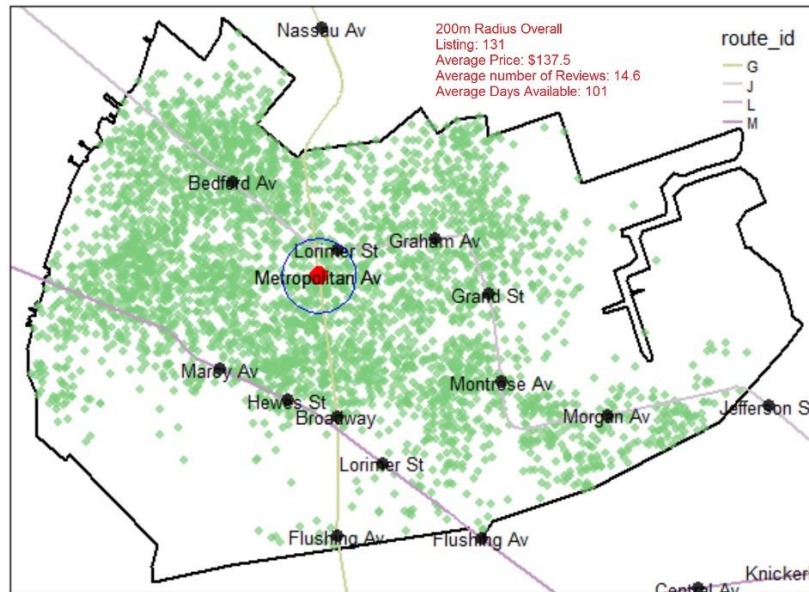 Nassau Av
200m Radius Overall
Listing: 131
Average Price: $137.5
Average number of Reviews: 14.6
Average Days Available: 101
route_id
G
J
L
M
Bedford Av
Lorimer St
Graham Av
Metropolitan Av
Grand St
Marcy Av
Montrose Av
Hewes St
Broadway
Morgan Av
Jefferson S
Lorimer St
Flushing Av
Flushing Av
Central Av
Knicker